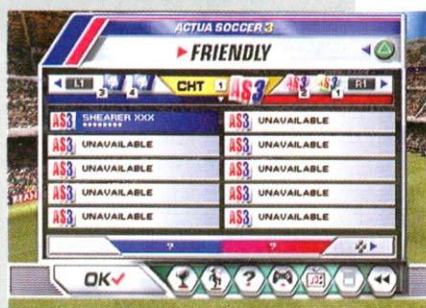 ACTUA SOCCER 3
FRIENDLY
L1 3 4 CHT 1 AS3 2 1 R1
AS3 SHEARER XXX
********
AS3 UNAVAILABLE
AS3 UNAVAILABLE
AS3 UNAVAILABLE
AS3 UNAVAILABLE
AS3 UNAVAILABLE
AS3 UNAVAILABLE
AS3 UNAVAILABLE
AS3 UNAVAILABLE
AS3 UNAVAILABLE
? ?
OK ?